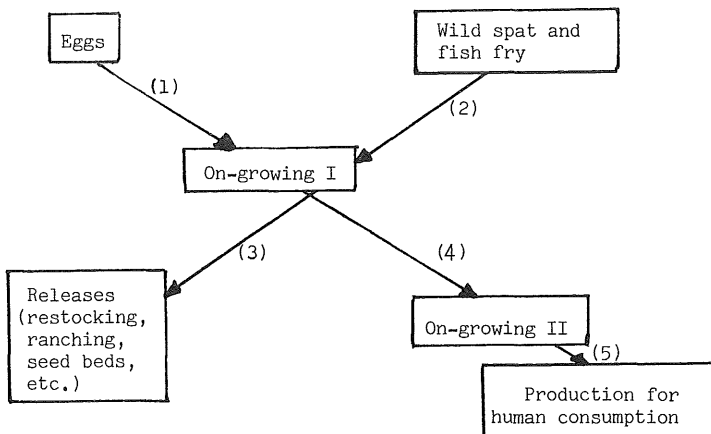 Eggs
Wild spat and
fish fry
(1)
(2)
On-growing I
(3)
(4)
Releases
(restocking,
ranching,
seed beds,
etc.)
On-growing II
(5)
Production for
human consumption